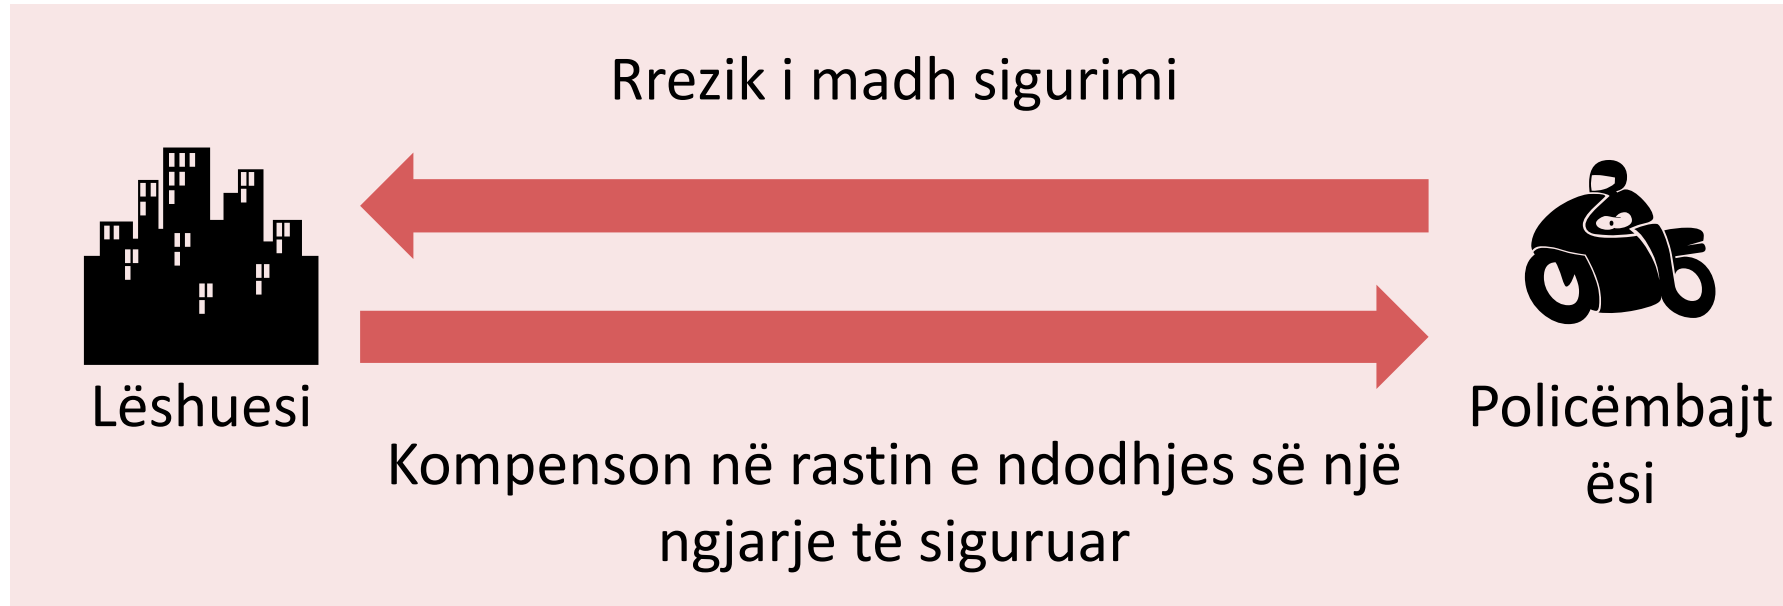 Rrezik i madh sigurimi
Lëshuesi
Policëmbajt
ësi
Kompenson në rastin e ndodhjes së një
ngjarje të siguruar